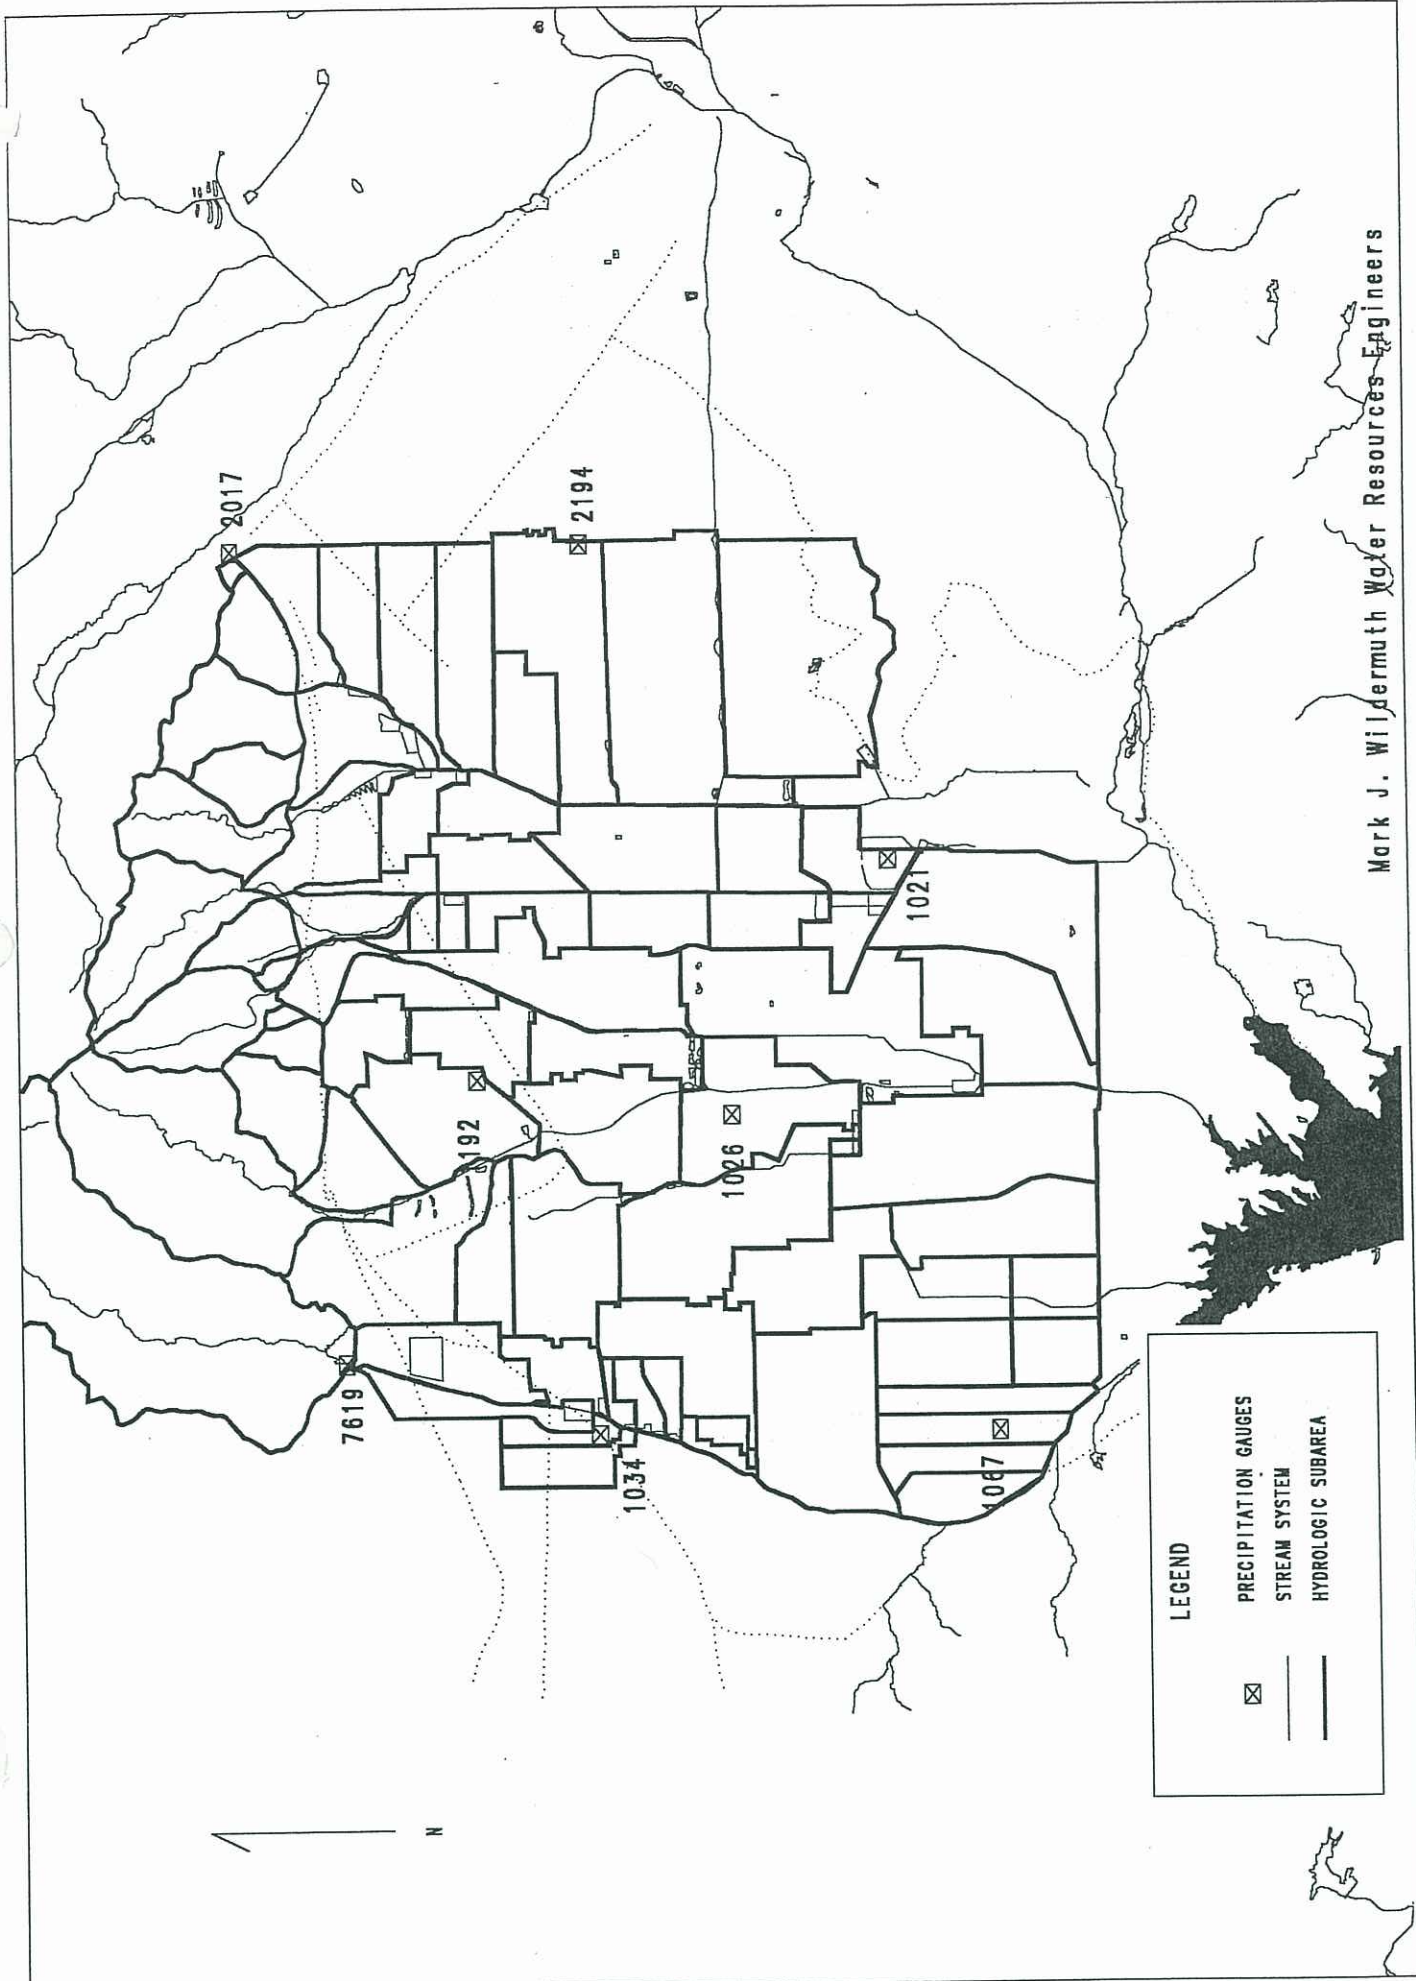 2017
2194
7619
192
1034
1026
1021
1067
LEGEND
PRECIPITATION GAUGES
STREAM SYSTEM
HYDROLOGIC SUBAREA
N
Mark J. Wildermuth Water Resources Engineers